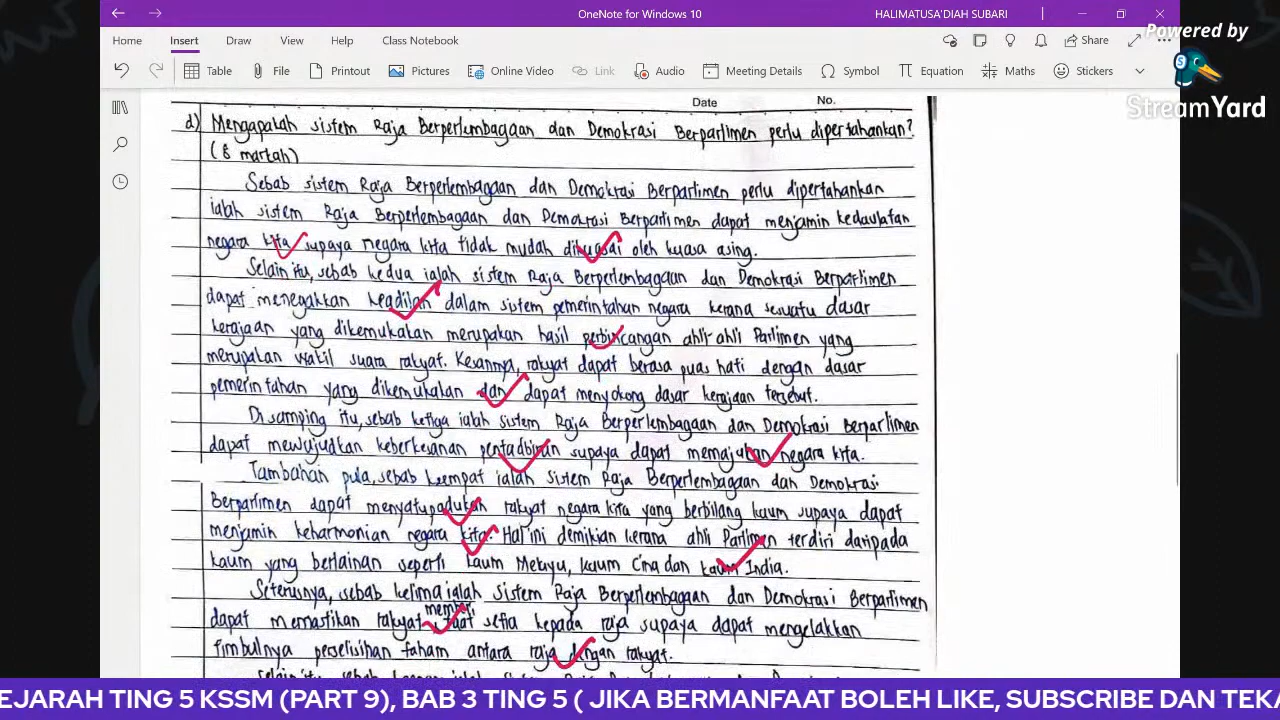 OneNote for Windows 10
HALIMATUSA'DIAH SUBARI
Powered by
StreamYard
Home
Insert
Draw
View
Help
Class Notebook
Share
Table
File
Printout
Pictures
Online Video
Link
Audio
Meeting Details
Symbol
Equation
Maths
Stickers
Date
No.
d) Mengapakah sistem Raja Berperlembagaan dan Demokrasi Berparlimen perlu dipertahankan?
(8 markah)
Sebab sistem Raja Berperlembagaan dan Demokrasi Berparlimen perlu dipertahankan
ialah sistem Raja Berperlembagaan dan Demokrasi Berparlimen dapat menjamin kedaulatan
negara kita supaya negara kita tidak mudah dikuasai oleh kuasa asing.
Selain itu, sebab kedua ialah sistem Raja Berperlembagaan dan Demokrasi Berparlimen
dapat menegakkan keadilan dalam sistem pemerintahan negara kerana sesuatu dasar
kerajaan yang dikemukakan merupakan hasil perbincangan ahli-ahli Parlimen yang
merupakan wakil suara rakyat. Kesannya, rakyat dapat berasa puas hati dengan dasar
pemerintahan yang dikemukakan dan dapat menyokong dasar kerajaan tersebut.
Di samping itu, sebab ketiga ialah sistem Raja Berperlembagaan dan Demokrasi Berparlimen
dapat mewujudkan keberkesanan pentadbiran supaya dapat memajukan negara kita.
Tambahan pula, sebab keempat ialah sistem Raja Berperlembagaan dan Demokrasi
Berparlimen dapat menyatupadukan rakyat negara kita yang berbilang kaum supaya dapat
menjamin keharmonian negara kita. Hal ini demikian kerana ahli Parlimen terdiri daripada
kaum yang berlainan seperti kaum Melayu, kaum Cina dan kaum India.
Seterusnya, sebab kelima ialah sistem Raja Berperlembagaan dan Demokrasi Berparlimen
dapat memastikan rakyat taat setia kepada raja supaya dapat mengelakkan
timbulnya perselisihan faham antara raja dengan rakyat.
EJARAH TING 5 KSSM (PART 9), BAB 3 TING 5 ( JIKA BERMANFAAT BOLEH LIKE, SUBSCRIBE DAN TEKA